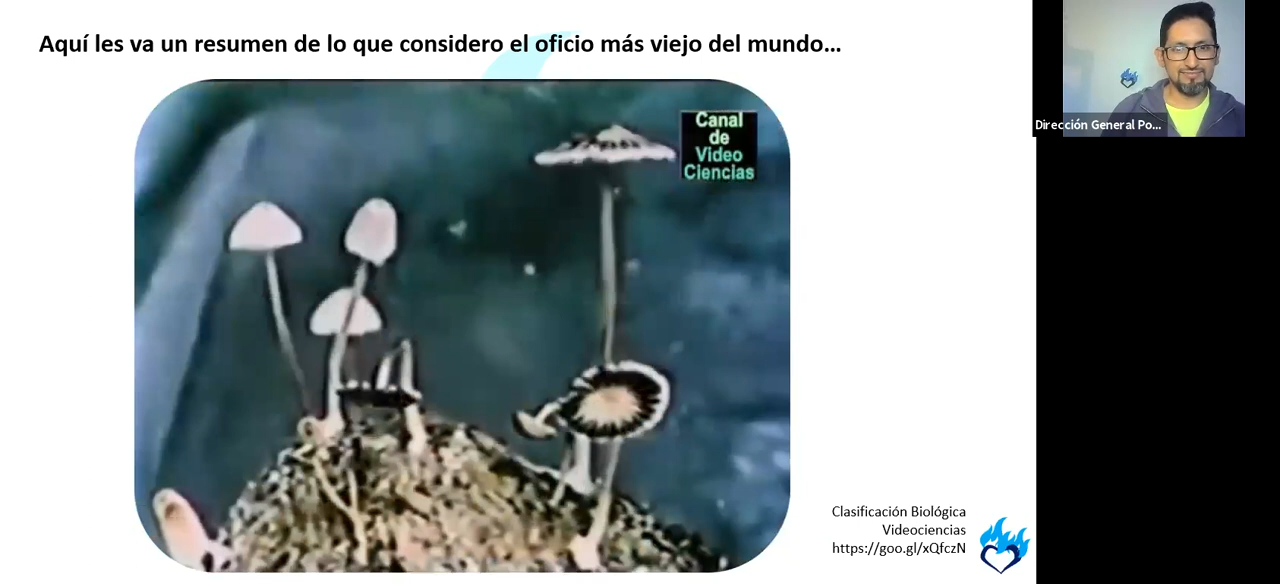 Aquí les va un resumen de lo que considero el oficio más viejo del mundo...
Canal
de
Video
Ciencias
Dirección General Po...
Clasificación Biológica
Videociencias
https://goo.gl/xQfczN